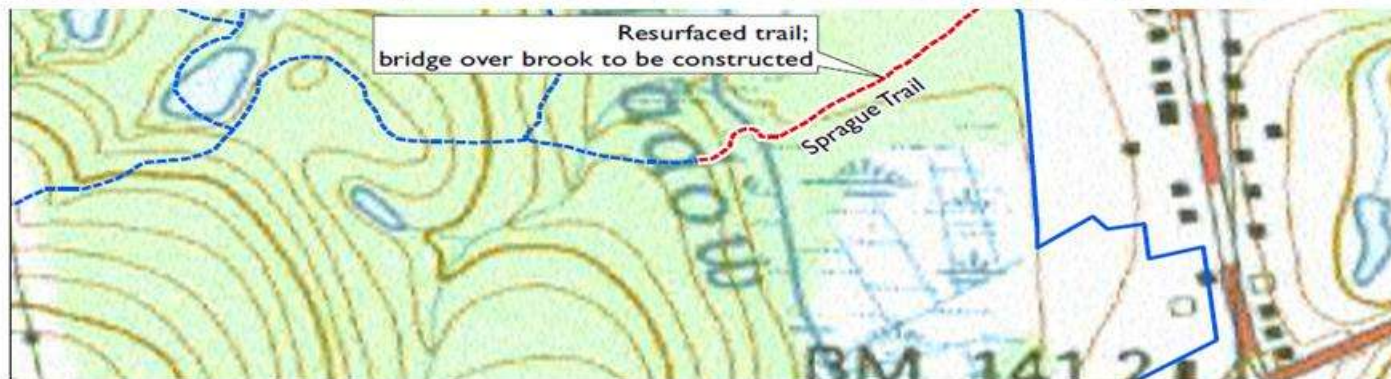 Resurfaced trail;
bridge over brook to be constructed
Sprague Trail
BM 141.2